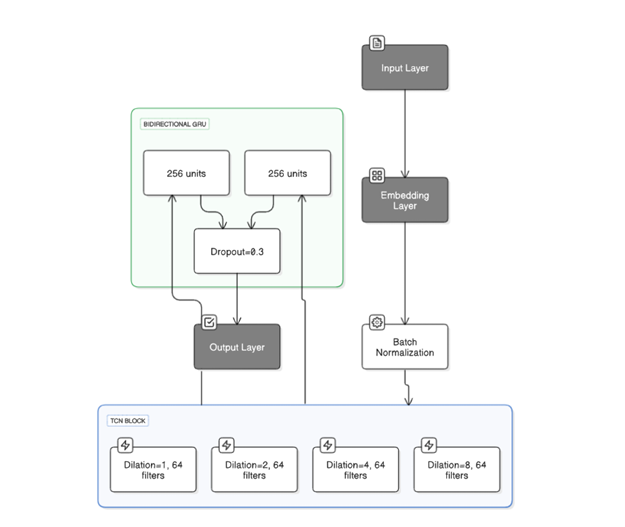 Input Layer
BIDIRECTIONAL GRU
256 units
256 units
Embedding
Layer
Dropout=0.3
Output Layer
Batch
Normalization
TCN BLOCK
Dilation=1, 64
filters
Dilation=2, 64
filters
Dilation=4, 64
filters
Dilation=8, 64
filters